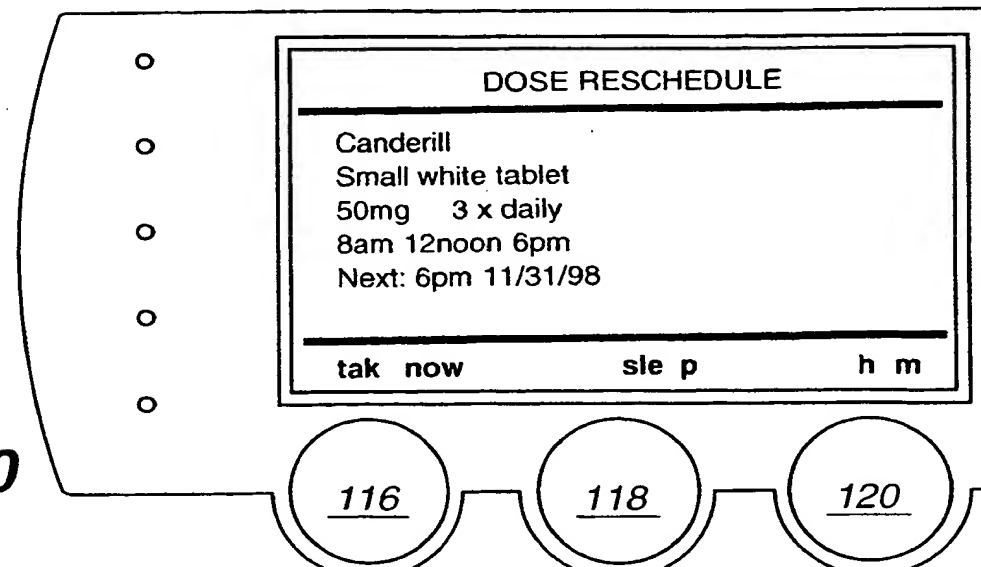 DOSE RESCHEDULE
Canderill
Small white tablet
50mg 3 x daily
8am 12noon 6pm
Next: 6pm 11/31/98
tak now sle p h m
0
116 118 120